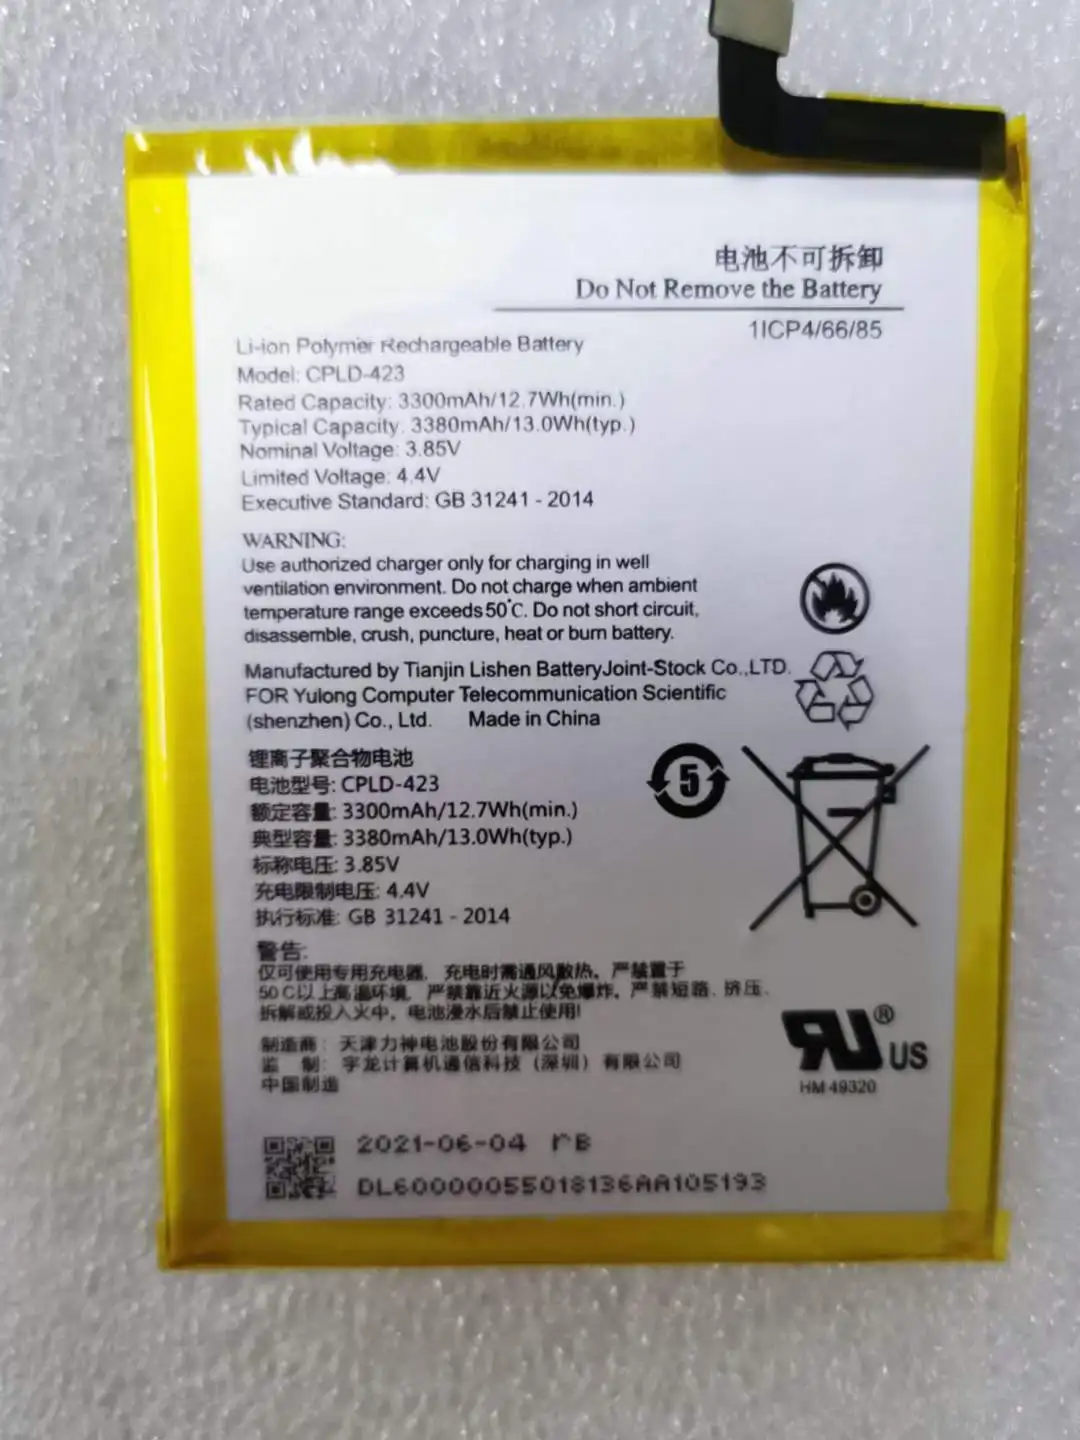 电池不可拆卸
Do Not Remove the Battery
1ICP4/66/85
Li-ion Polymer Rechargeable Battery
Model: CPLD-423
Rated Capacity: 3300mAh/12.7Wh(min.)
Typical Capacity: 3380mAh/13.0Wh(typ.)
Nominal Voltage: 3.85V
Limited Voltage: 4.4V
Executive Standard: GB 31241 - 2014
WARNING:
Use authorized charger only for charging in well
ventilation environment. Do not charge when ambient
temperature range exceeds 50℃. Do not short circuit,
disassemble, crush, puncture, heat or burn battery.
Manufactured by Tianjin Lishen BatteryJoint-Stock Co.,LTD.
FOR Yulong Computer Telecommunication Scientific
(shenzhen) Co., Ltd. Made in China
锂离子聚合物电池
电池型号: CPLD-423
额定容量: 3300mAh/12.7Wh(min.)
典型容量: 3380mAh/13.0Wh(typ.)
标称电压: 3.85V
充电限制电压: 4.4V
执行标准: GB 31241 - 2014
5
警告:
仅可使用专用充电器, 充电时需通风散热。严禁置于
50 C以上高温环境, 严禁靠近火源以免爆炸。严禁短路、挤压、
拆解或投入火中, 电池浸水后禁止使用!
制造商: 天津力神电池股份有限公司
监 制: 宇龙计算机通信科技 (深圳) 有限公司
中国制造
RU® US
HM 49320
2021-06-04 rB
DL60000055018136AA105193